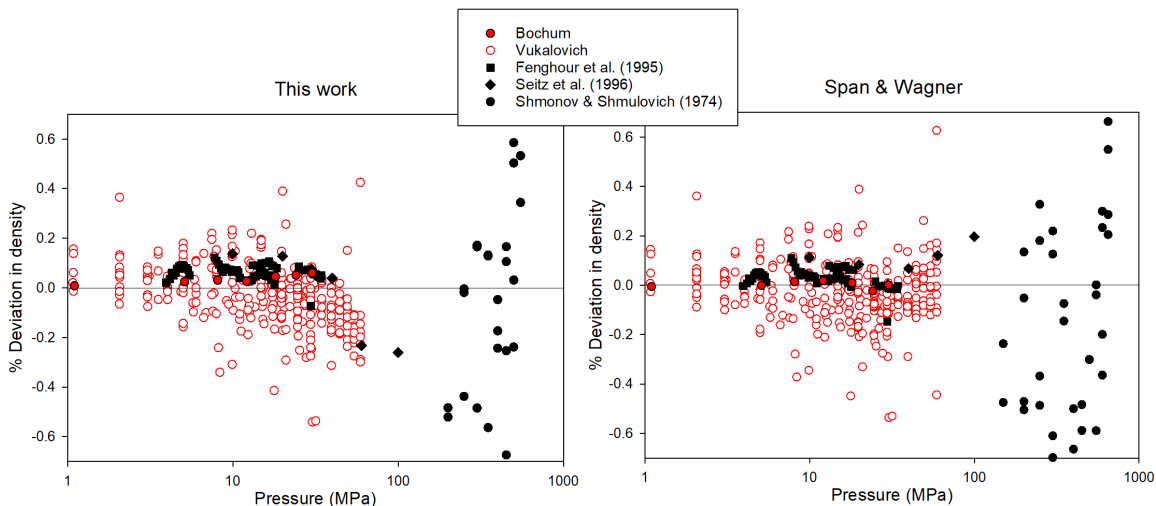 Bochum
Vukalovich
Fenghour et al. (1995)
Seitz et al. (1996)
Shmonov & Shmulovich (1974)
This work
% Deviation in density
0.6
0.4
0.2
0.0
-0.2
-0.4
-0.6
1
10
100
1000
Pressure (MPa)
Span & Wagner
% Deviation in density
0.6
0.4
0.2
0.0
-0.2
-0.4
-0.6
1
10
100
1000
Pressure (MPa)